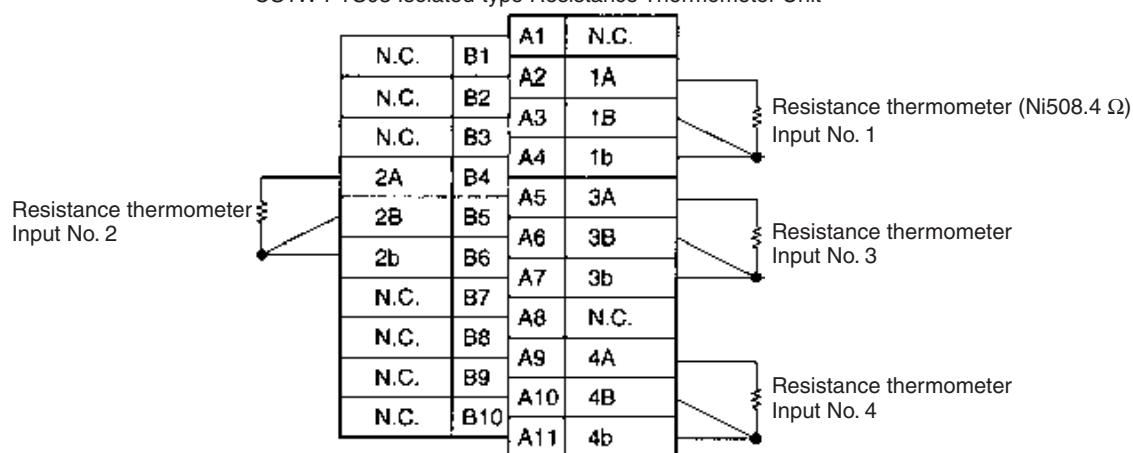 A1 N.C.
N.C. B1
A2 1A
N.C. B2
A3 1B
N.C. B3
A4 1b
2A B4
A5 3A
2B B5
A6 3B
2b B6
A7 3b
N.C. B7
A8 N.C.
N.C. B8
A9 4A
N.C. B9
A10 4B
N.C. B10
A11 4b
Resistance thermometer (Ni508.4 Ω)
Input No. 1
Resistance thermometer
Input No. 2
Resistance thermometer
Input No. 3
Resistance thermometer
Input No. 4